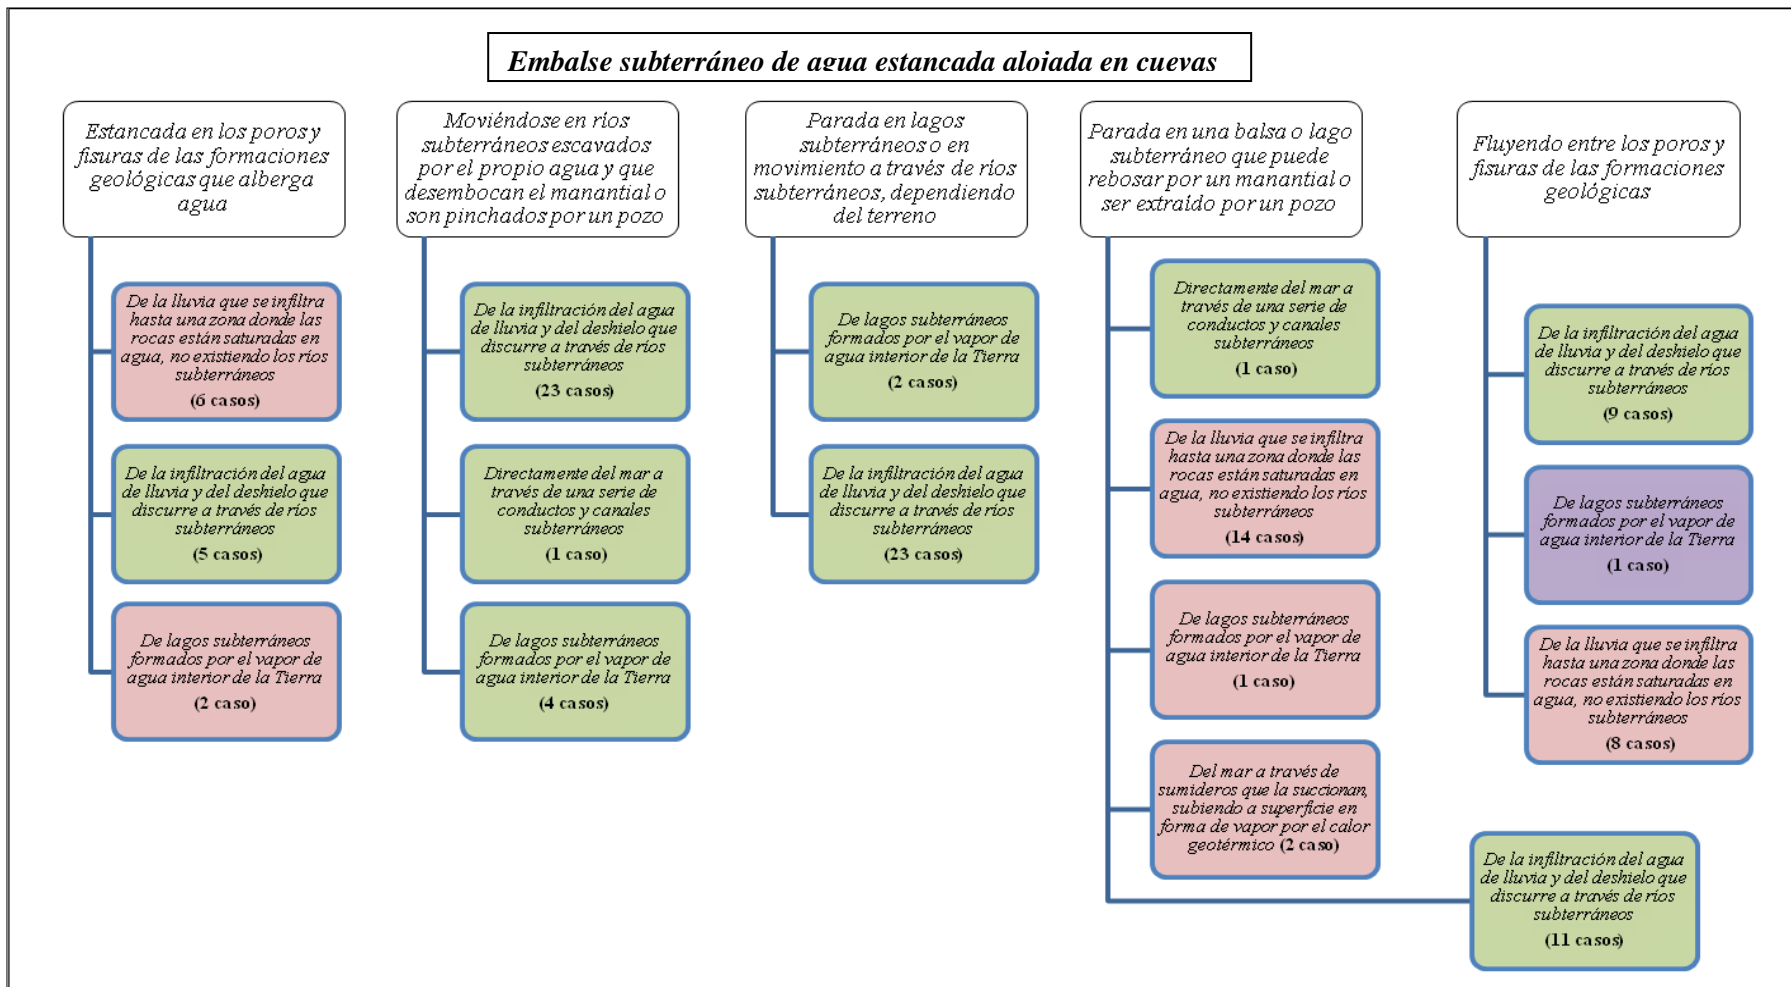 Embalse subterráneo de agua estancada alojada en cuevas
Estancada en los poros y
fisuras de las formaciones
geológicas que alberga
agua
De la lluvia que se infiltra
hasta una zona donde las
rocas están saturadas en
agua, no existiendo los ríos
subterráneos
(6 casos)
De la infiltración del agua
de lluvia y del deshielo que
discurre a través de ríos
subterráneos
(5 casos)
De lagos subterráneos
formados por el vapor de
agua interior de la Tierra
(2 caso)
Moviéndose en ríos
subterráneos escavados
por el propio agua y que
desembocan el manantial o
son pinchados por un pozo
De la infiltración del agua
de lluvia y del deshielo que
discurre a través de ríos
subterráneos
(23 casos)
Directamente del mar a
través de una serie de
conductos y canales
subterráneos
(1 caso)
De lagos subterráneos
formados por el vapor de
agua interior de la Tierra
(4 casos)
Parada en lagos
subterráneos o en
movimiento a través de ríos
subterráneos, dependiendo
del terreno
De lagos subterráneos
formados por el vapor de
agua interior de la Tierra
(2 casos)
De la infiltración del agua
de lluvia y del deshielo que
discurre a través de ríos
subterráneos
(23 casos)
Parada en una balsa o lago
subterráneo que puede
rebosar por un manantial o
ser extraído por un pozo
Directamente del mar a
través de una serie de
conductos y canales
subterráneos
(1 caso)
De la lluvia que se infiltra
hasta una zona donde las
rocas están saturadas en
agua, no existiendo los ríos
subterráneos
(14 casos)
De lagos subterráneos
formados por el vapor de
agua interior de la Tierra
(1 caso)
Del mar a través de
sumideros que la succionan,
subiendo a superficie en
forma de vapor por el calor
geotérmico (2 caso)
De la infiltración del agua
de lluvia y del deshielo que
discurre a través de ríos
subterráneos
(11 casos)
Fluyendo entre los poros y
fisuras de las formaciones
geológicas
De la infiltración del agua
de lluvia y del deshielo que
discurre a través de ríos
subterráneos
(9 casos)
De lagos subterráneos
formados por el vapor de
agua interior de la Tierra
(1 caso)
De la lluvia que se infiltra
hasta una zona donde las
rocas están saturadas en
agua, no existiendo los ríos
subterráneos
(8 casos)